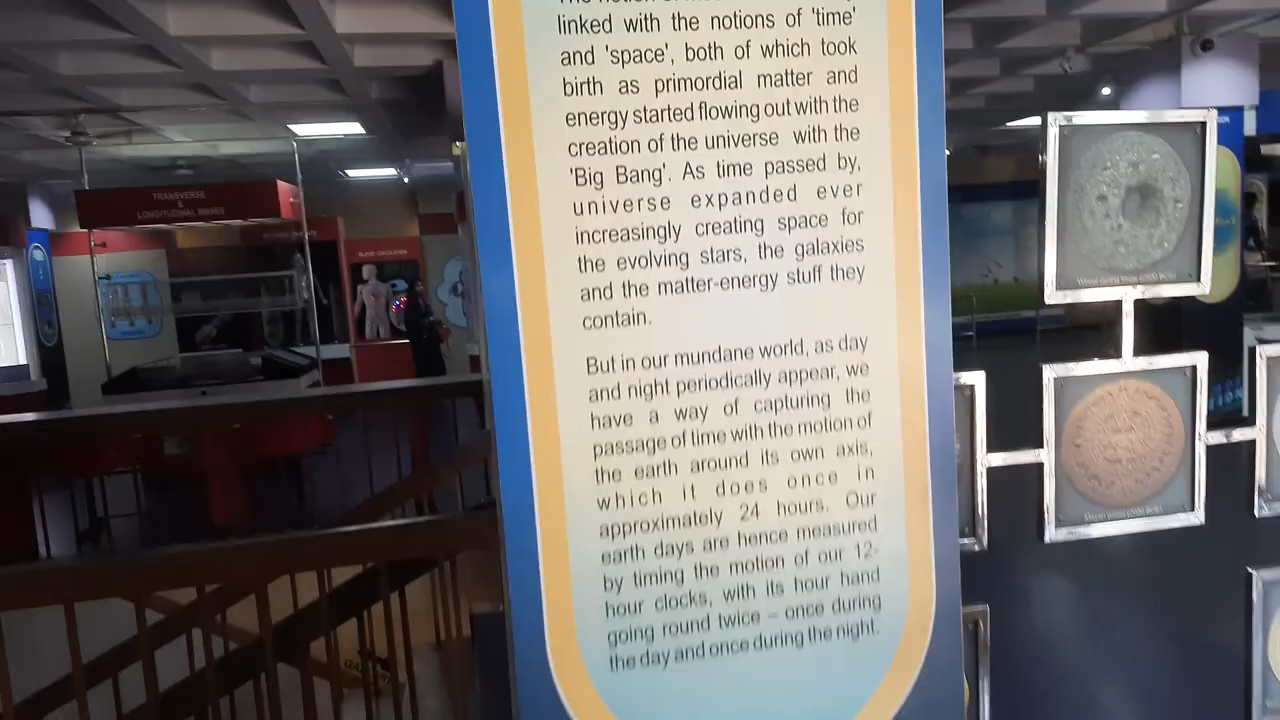 linked with the notions of 'time'
and 'space', both of which took
birth as primordial matter and
energy started flowing out with the
creation of the universe with the
'Big Bang'. As time passed by,
universe expanded ever
increasingly creating space for
the evolving stars, the galaxies
and the matter-energy stuff they
contain.
But in our mundane world, as day
and night periodically appear, we
have a way of capturing the
passage of time with the motion of
the earth around its own axis,
which it does once in
approximately 24 hours. Our
earth days are hence measured
by timing the motion of our 12-
hour clocks, with its hour hand
going round twice – once during
the day and once during the night.
TRANSVERSE
&
LONGITUDINAL WAVES
BLOOD CIRCULATION